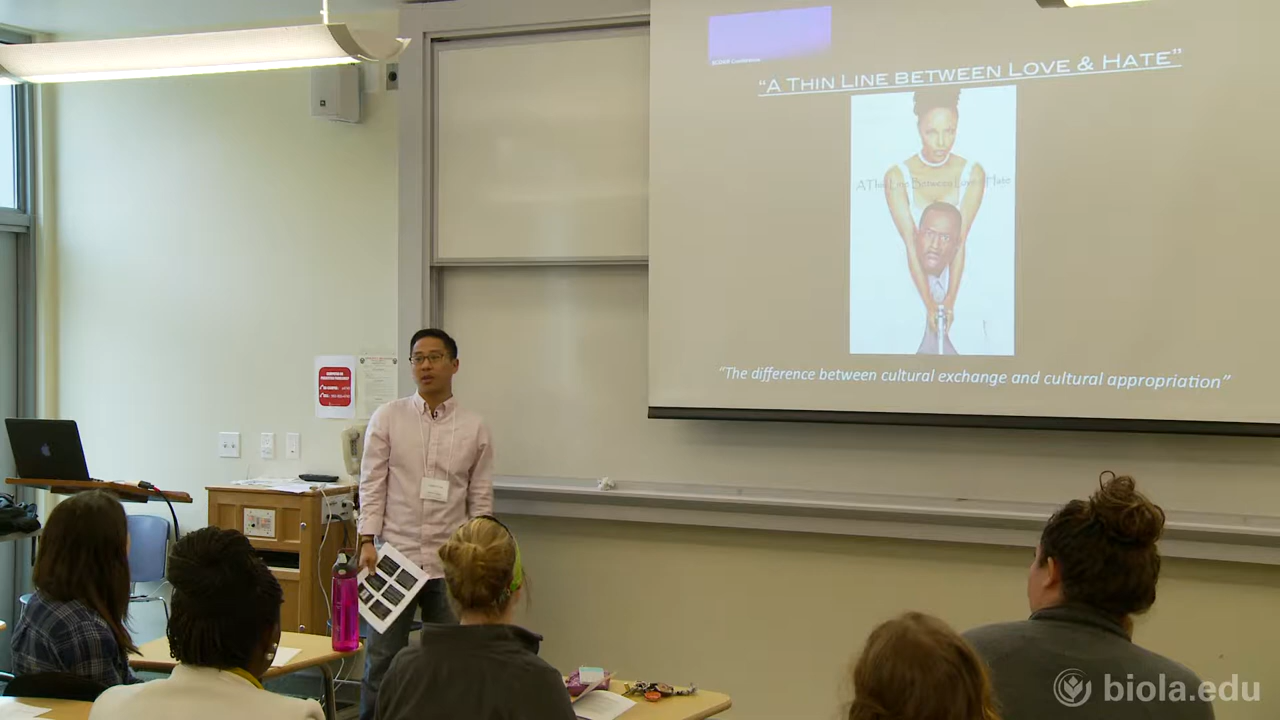 “A THIN LINE BETWEEN LOVE & HATE”
A Thin Line Between Love & Hate
“The difference between cultural exchange and cultural appropriation”
biola.edu